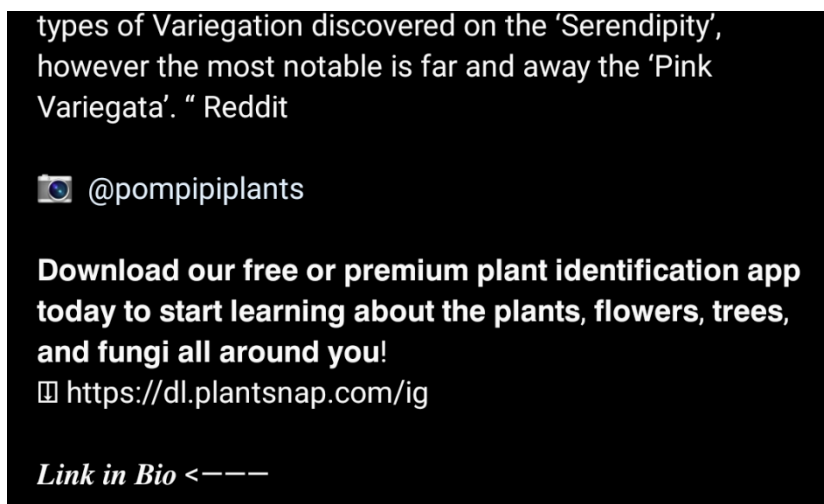 types of Variegation discovered on the ‘Serendipity’,
however the most notable is far and away the ‘Pink
Variegata’. “ Reddit
📷 @pompipiplants
𝗗𝗼𝘄𝗻𝗹𝗼𝗮𝗱 𝗼𝘂𝗿 𝗳𝗿𝗲𝗲 𝗼𝗿 𝗽𝗿𝗲𝗺𝗶𝘂𝗺 𝗽𝗹𝗮𝗻𝘁 𝗶𝗱𝗲𝗻𝘁𝗶𝗳𝗶𝗰𝗮𝘁𝗶𝗼𝗻 𝗮𝗽𝗽
𝘁𝗼𝗱𝗮𝘆 𝘁𝗼 𝘀𝘁𝗮𝗿𝘁 𝗹𝗲𝗮𝗿𝗻𝗶𝗻𝗴 𝗮𝗯𝗼𝘂𝘁 𝘁𝗵𝗲 𝗽𝗹𝗮𝗻𝘁𝘀, 𝗳𝗹𝗼𝘄𝗲𝗿𝘀, 𝘁𝗿𝗲𝗲𝘀,
𝗮𝗻𝗱 𝗳𝘂𝗻𝗴𝗶 𝗮𝗹𝗹 𝗮𝗿𝗼𝘂𝗻𝗱 𝘆𝗼𝘂!
https://dl.plantsnap.com/ig
𝑳𝒊𝒏𝒌 𝒊𝒏 𝑩𝒊𝒐 <———